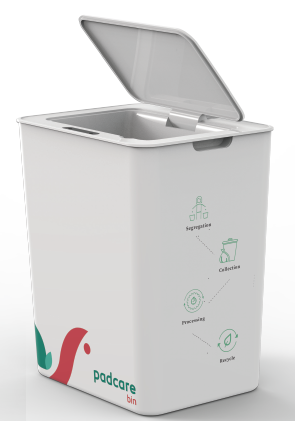 Segregation
Collection
Processing
Recycle
padcare
bin